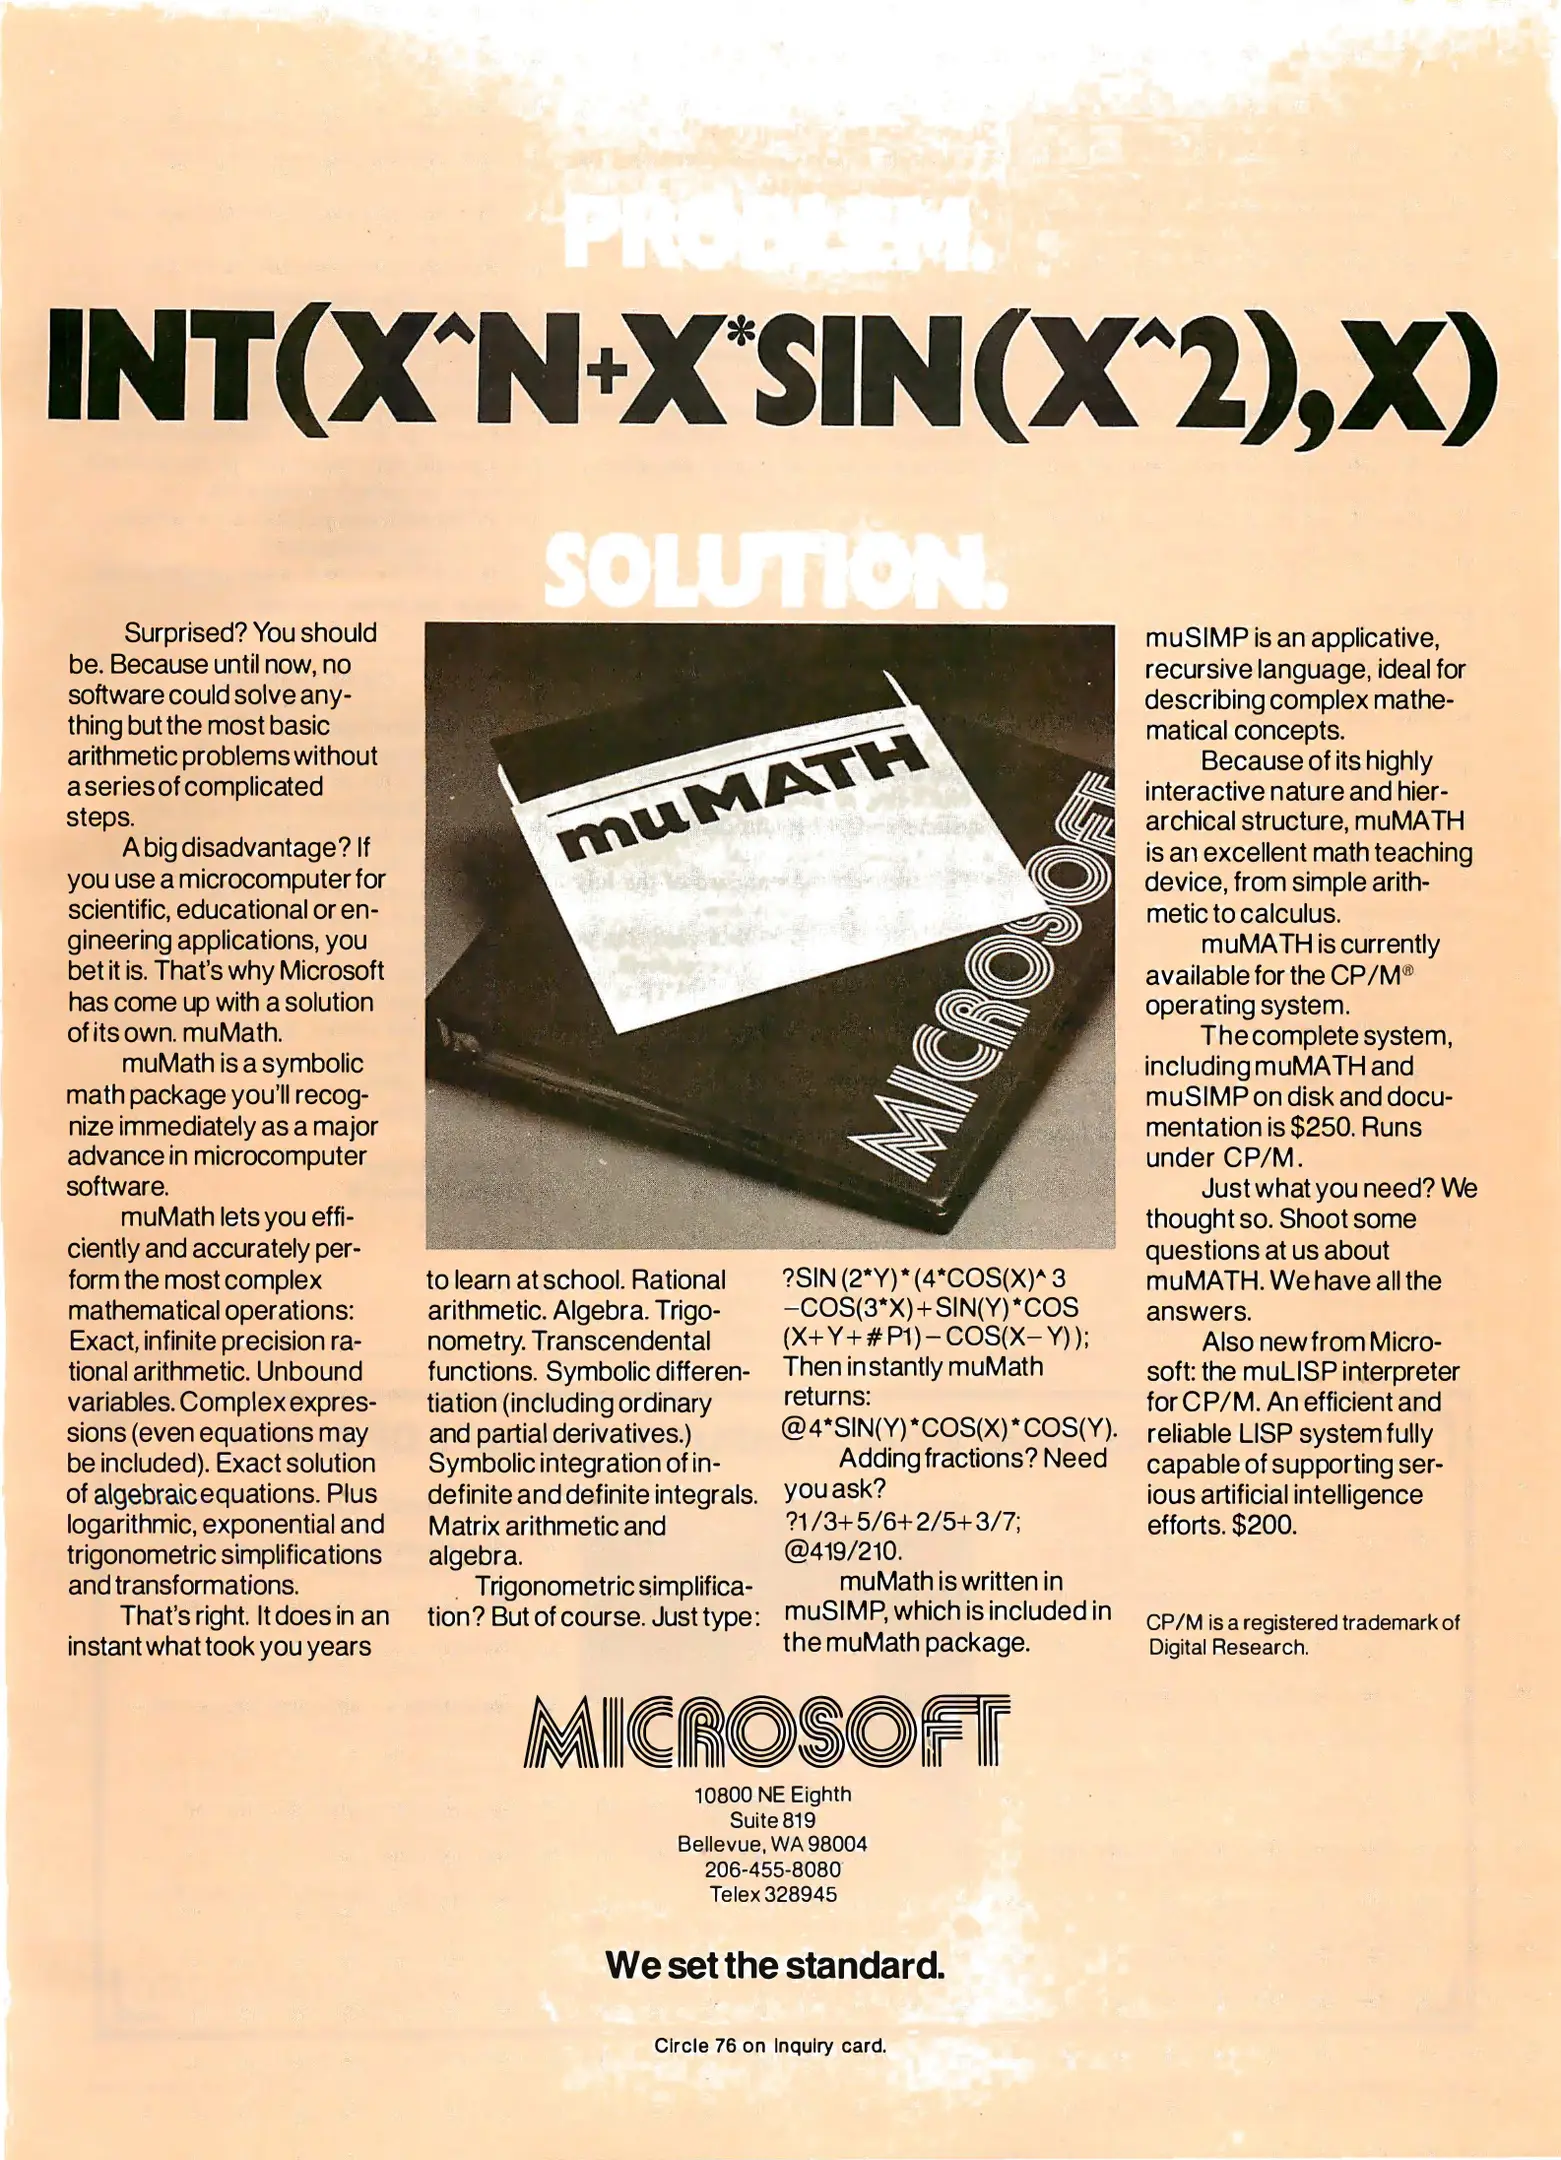 PROBLEM.
INT(X^N+X*SIN(X^2),X)
SOLUTION.
Surprised? You should
be. Because until now, no
software could solve any-
thing but the most basic
arithmetic problems without
a series of complicated
steps.
A big disadvantage? If
you use a microcomputer for
scientific, educational or en-
gineering applications, you
bet it is. That's why Microsoft
has come up with a solution
of its own. muMath.
muMath is a symbolic
math package you'll recog-
nize immediately as a major
advance in microcomputer
software.
muMath lets you effi-
ciently and accurately per-
form the most complex
mathematical operations:
Exact, infinite precision ra-
tional arithmetic. Unbound
variables. Complex expres-
sions (even equations may
be included). Exact solution
of algebraic equations. Plus
logarithmic, exponential and
trigonometric simplifications
and transformations.
That's right. It does in an
instant what took you years
muMATH
MICROSOFT
to learn at school. Rational
arithmetic. Algebra. Trigo-
nometry. Transcendental
functions. Symbolic differen-
tiation (including ordinary
and partial derivatives.)
Symbolic integration of in-
definite and definite integrals.
Matrix arithmetic and
algebra.
Trigonometric simplifica-
tion? But of course. Just type:
?SIN (2*Y)*(4*COS(X)^ 3
-COS(3*X)+SIN(Y)*COS
(X+Y+#P1)-COS(X-Y));
Then instantly muMath
returns:
@4*SIN(Y)*COS(X)*COS(Y).
Adding fractions? Need
you ask?
?1/3+5/6+2/5+3/7;
@419/210.
muMath is written in
muSIMP, which is included in
the muMath package.
muSIMP is an applicative,
recursive language, ideal for
describing complex mathe-
matical concepts.
Because of its highly
interactive nature and hier-
archical structure, muMATH
is an excellent math teaching
device, from simple arith-
metic to calculus.
muMATH is currently
available for the CP/M®
operating system.
The complete system,
including muMATH and
muSIMP on disk and docu-
mentation is $250. Runs
under CP/M.
Just what you need? We
thought so. Shoot some
questions at us about
muMATH. We have all the
answers.
Also new from Micro-
soft: the muLISP interpreter
for CP/M. An efficient and
reliable LISP system fully
capable of supporting ser-
ious artificial intelligence
efforts. $200.
CP/M is a registered trademark of
Digital Research.
MICROSOFT
10800 NE Eighth
Suite 819
Bellevue, WA 98004
206-455-8080
Telex 328945
We set the standard.
Circle 76 on Inquiry card.